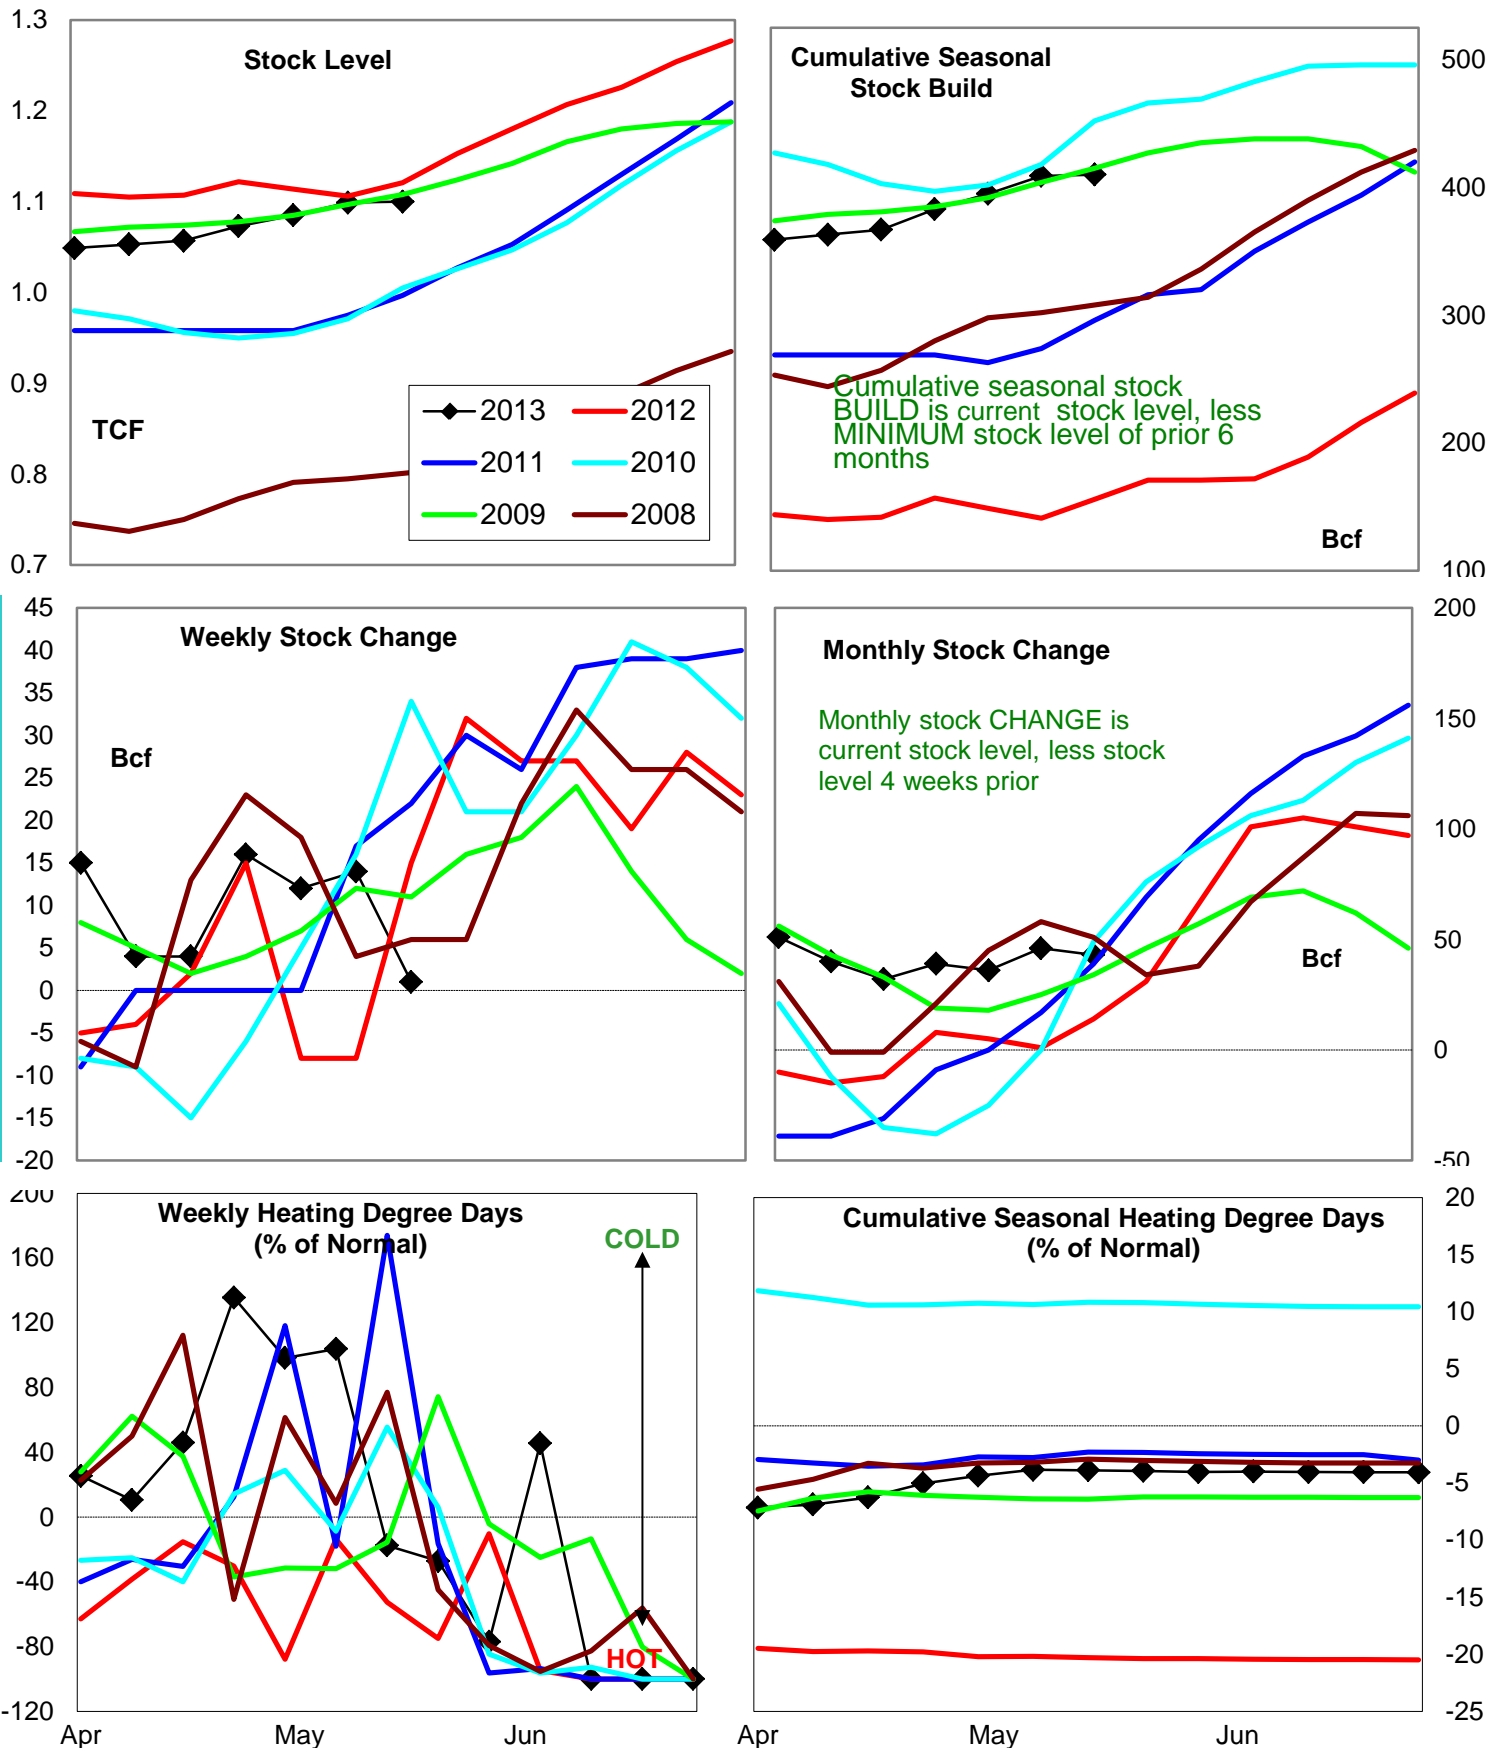 1.3
1.2
1.1
1.0
0.9
0.8
0.7
Stock Level
TCF
2013
2012
2011
2010
2009
2008
Cumulative Seasonal
Stock Build
500
400
300
200
100
Cumulative seasonal stock
BUILD is current stock level, less
MINIMUM stock level of prior 6
months
Bcf
45
40
35
30
25
20
15
10
5
0
-5
-10
-15
-20
Weekly Stock Change
Bcf
Monthly Stock Change
Monthly stock CHANGE is
current stock level, less stock
level 4 weeks prior
Bcf
200
150
100
50
0
-50
200
160
120
80
40
0
-40
-80
-120
Weekly Heating Degree Days
(% of Normal)
COLD
HOT
Apr
May
Jun
Cumulative Seasonal Heating Degree Days
(% of Normal)
20
15
10
5
0
-5
-10
-15
-20
-25
Apr
May
Jun